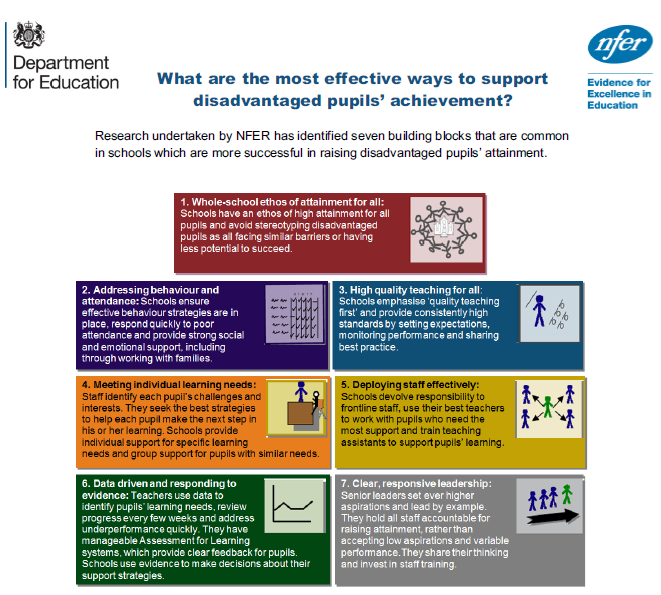 Department
for Education
nfer
Evidence for
Excellence in
Education
What are the most effective ways to support
disadvantaged pupils’ achievement?
Research undertaken by NFER has identified seven building blocks that are common
in schools which are more successful in raising disadvantaged pupils’ attainment.
1. Whole-school ethos of attainment for all:
Schools have an ethos of high attainment for all
pupils and avoid stereotyping disadvantaged
pupils as all facing similar barriers or having
less potential to succeed.
2. Addressing behaviour and
attendance: Schools ensure
effective behaviour strategies are in
place, respond quickly to poor
attendance and provide strong social
and emotional support, including
through working with families.
3. High quality teaching for all:
Schools emphasise ‘quality teaching
first’ and provide consistently high
standards by setting expectations,
monitoring performance and sharing
best practice.
4. Meeting individual learning needs:
Staff identify each pupil’s challenges and
interests. They seek the best strategies
to help each pupil make the next step in
his or her learning. Schools provide
individual support for specific learning
needs and group support for pupils with similar needs.
5. Deploying staff effectively:
Schools devolve responsibility to
frontline staff, use their best teachers
to work with pupils who need the
most support and train teaching
assistants to support pupils’ learning.
6. Data driven and responding to
evidence: Teachers use data to
identify pupils’ learning needs, review
progress every few weeks and address
underperformance quickly. They have
manageable Assessment for Learning
systems, which provide clear feedback for pupils.
Schools use evidence to make decisions about their
support strategies.
7. Clear, responsive leadership:
Senior leaders set ever higher
aspirations and lead by example.
They hold all staff accountable for
raising attainment, rather than
accepting low aspirations and variable
performance. They share their thinking
and invest in staff training.